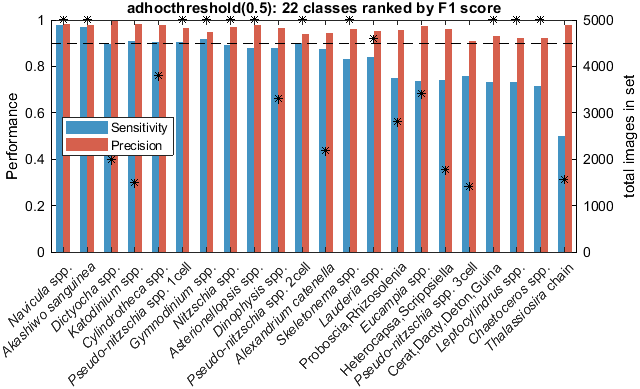 adhocthreshold(0.5): 22 classes ranked by F1 score
Performance
1
0.8
0.6
0.4
0.2
0
Sensitivity
Precision
5000
4000
3000
2000
1000
0
total images in set
Navicula spp.
Akashiwo sanguinea
Dictyocha spp.
Katodinium spp.
Cylindrotheca spp.
Pseudo-nitzschia spp. 1cell
Gymnodinium spp.
Nitzschia spp.
Asterionellopsis spp.
Dinophysis spp.
Pseudo-nitzschia spp. 2cell
Alexandrium catenella
Skeletonema spp.
Lauderia spp.
Proboscia,Rhizosolenia
Eucampia spp.
Heterocapsa,Scrippsiella
Pseudo-nitzschia spp. 3cell
Cerat,Dacty,Deton,Guina
Leptocylindrus spp.
Chaetoceros spp.
Thalassiosira chain